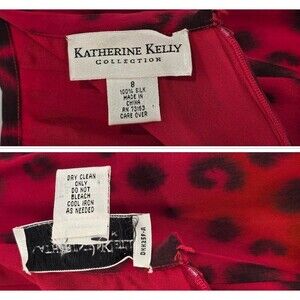 KATHERINE KELLY
COLLECTION
8
100% SILK
MADE IN
CHINA
RN 73163
CARE OVER
DRY CLEAN
ONLY
DO NOT
BLEACH
COOL IRON
AS NEEDED